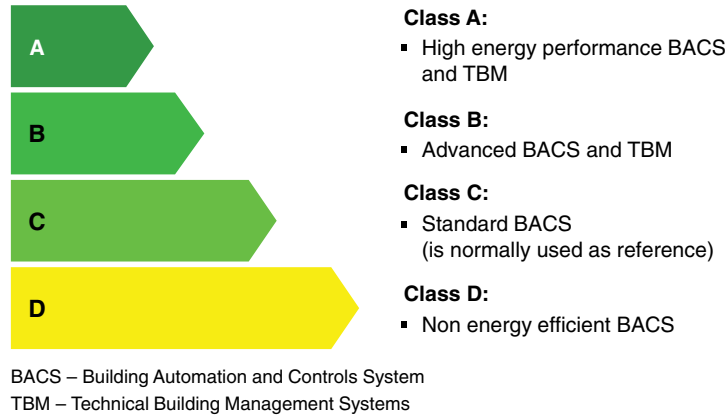 A
Class A:
▪ High energy performance BACS
and TBM
B
Class B:
▪ Advanced BACS and TBM
C
Class C:
▪ Standard BACS
(is normally used as reference)
D
Class D:
▪ Non energy efficient BACS
BACS – Building Automation and Controls System
TBM – Technical Building Management Systems